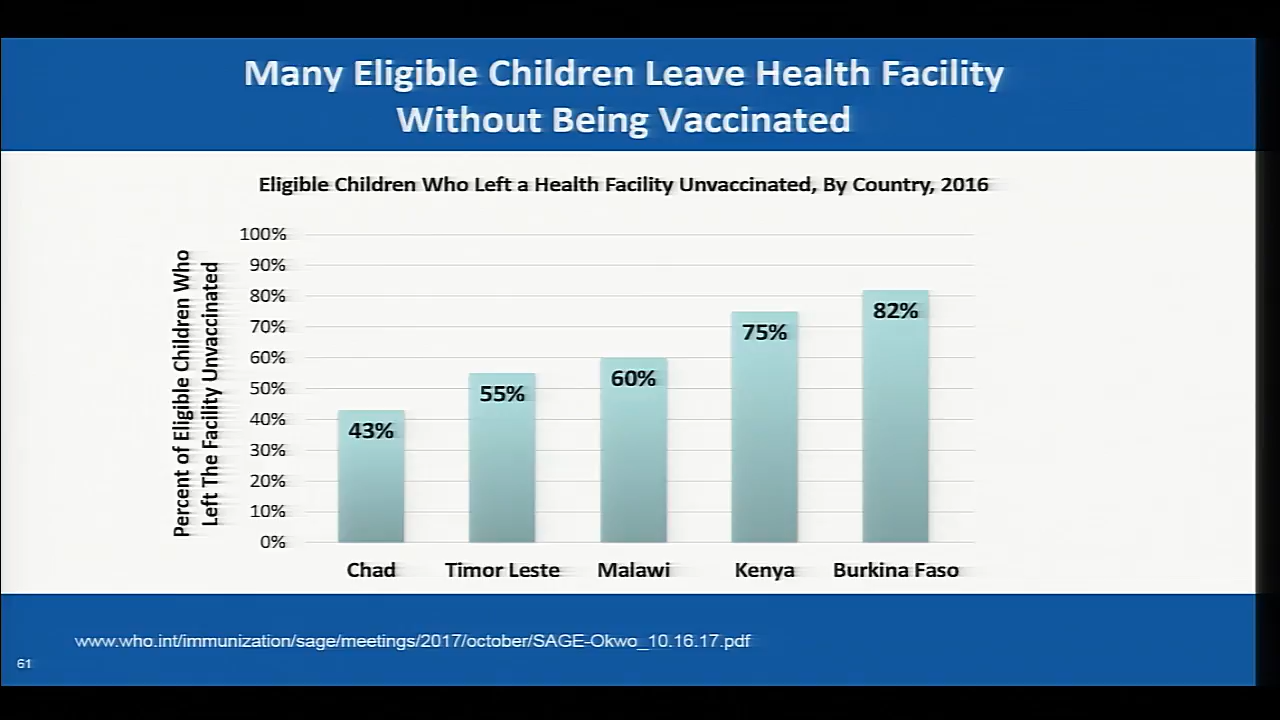 Many Eligible Children Leave Health Facility
Without Being Vaccinated
Eligible Children Who Left a Health Facility Unvaccinated, By Country, 2016
Percent of Eligible Children Who
Left The Facility Unvaccinated
100%
90%
80%
70%
60%
50%
40%
30%
20%
10%
0%
43%
55%
60%
75%
82%
Chad
Timor Leste
Malawi
Kenya
Burkina Faso
www.who.int/immunization/sage/meetings/2017/october/SAGE-Okwo_10.16.17.pdf
61